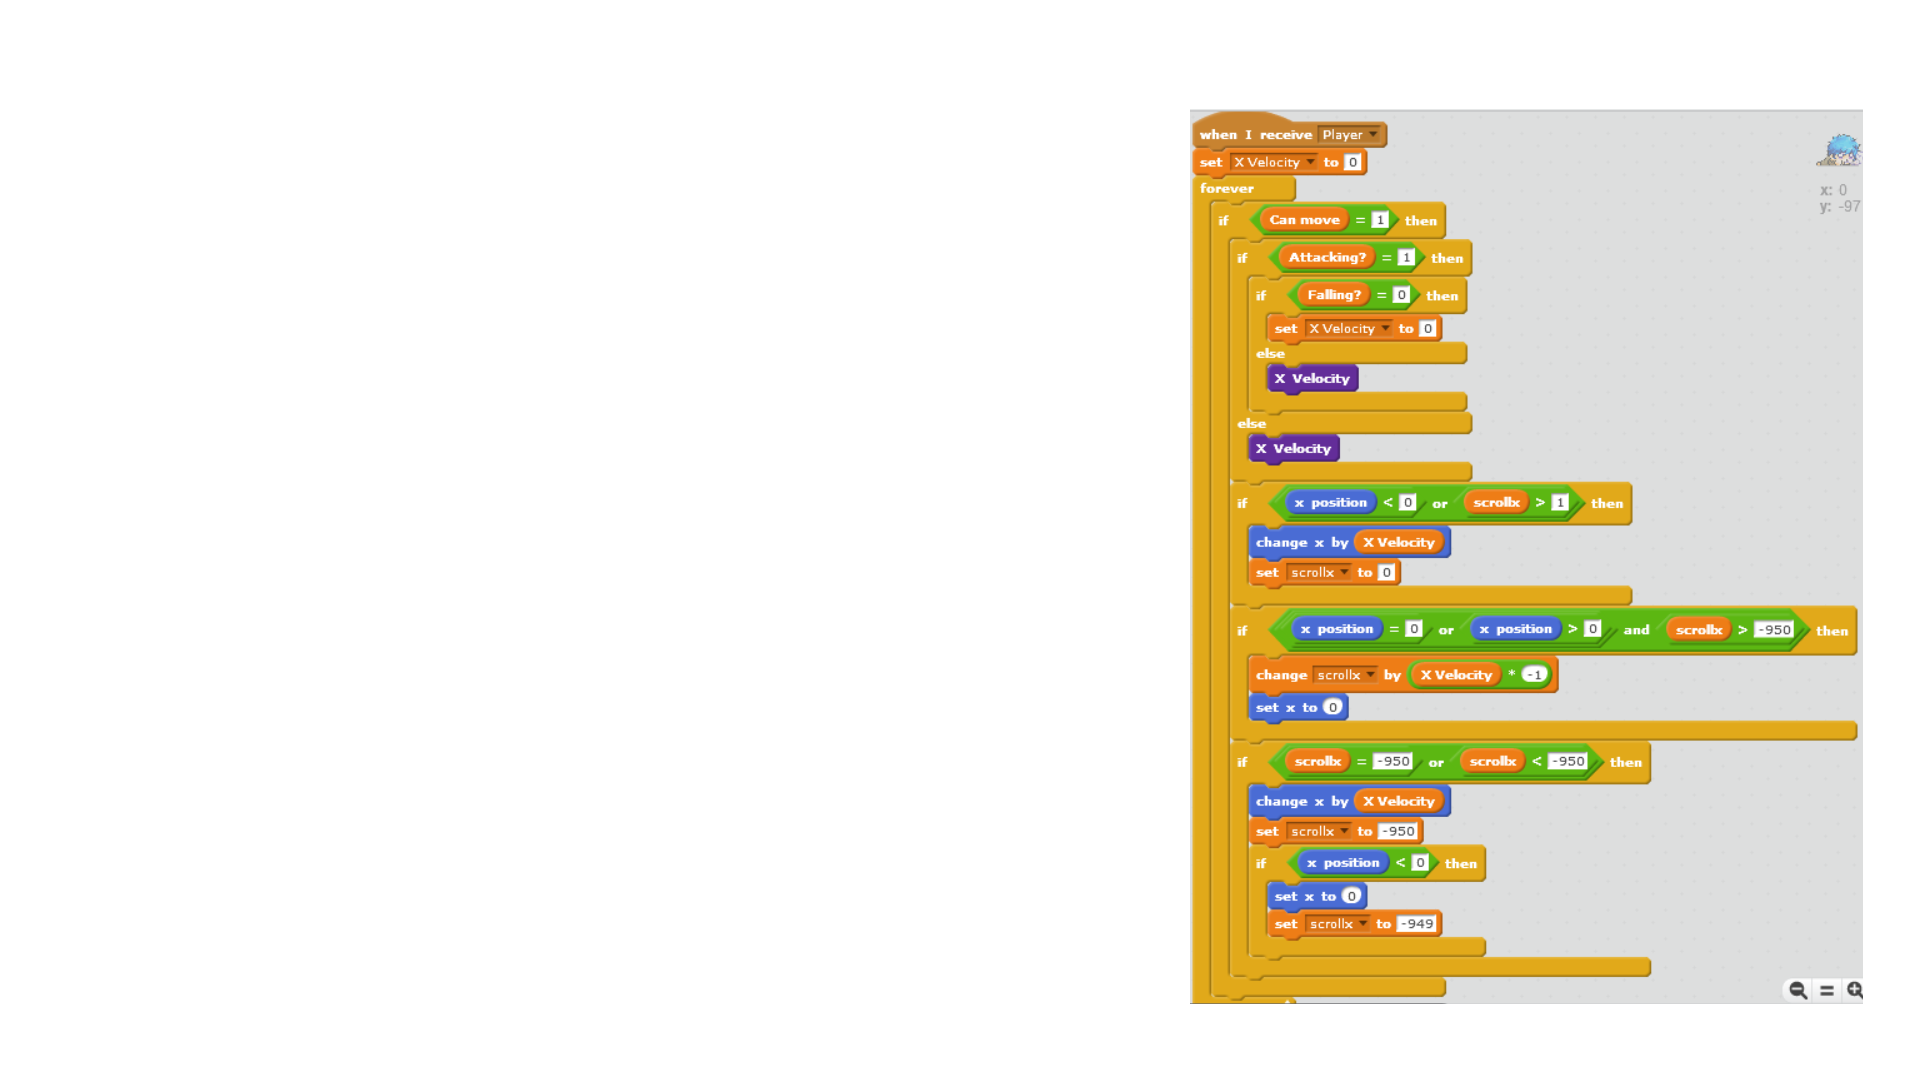 when I receive Player
set X Velocity to 0
forever
if Can move = 1 then
if Attacking? = 1 then
if Falling? = 0 then
set X Velocity to 0
else
X Velocity
else
X Velocity
if x position < 0 or scrollx > 1 then
change x by X Velocity
set scrollx to 0
if x position = 0 or x position > 0 and scrollx > -950 then
change scrollx by X Velocity * -1
set x to 0
if scrollx = -950 or scrollx < -950 then
change x by X Velocity
set scrollx to -950
if x position < 0 then
set x to 0
set scrollx to -949
x: 0
y: -97